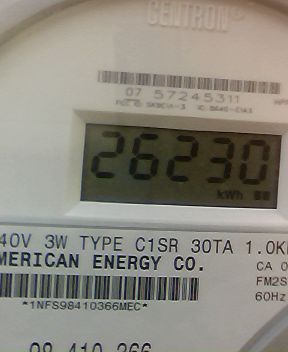 CENTRON®
07 57245311
26230
kWh
40V 3W TYPE C1SR 30TA 1.0K
MERICAN ENERGY CO.
CA 0
FM2S
*1NFS98410366MEC*
60Hz
98 410 366